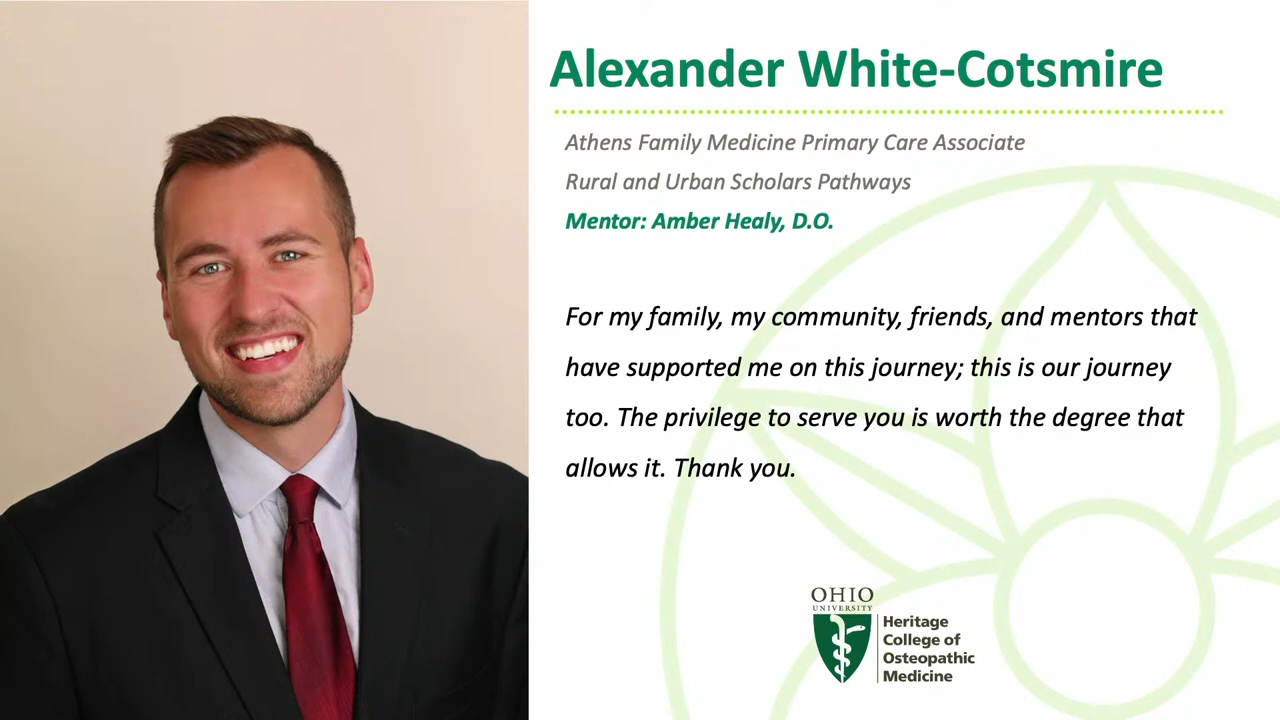 Alexander White-Cotsmire
Athens Family Medicine Primary Care Associate
Rural and Urban Scholars Pathways
Mentor: Amber Healy, D.O.
For my family, my community, friends, and mentors that
have supported me on this journey; this is our journey
too. The privilege to serve you is worth the degree that
allows it. Thank you.
OHIO
UNIVERSITY
Heritage
College of
Osteopathic
Medicine